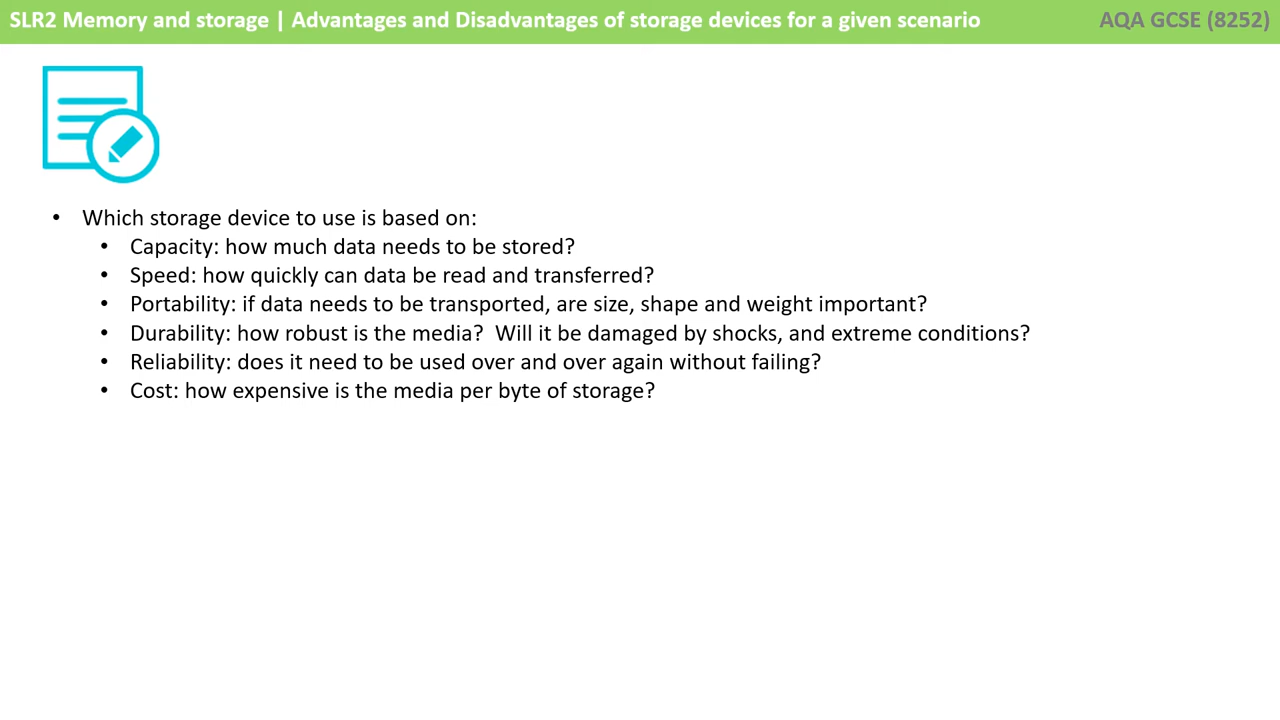 SLR2 Memory and storage | Advantages and Disadvantages of storage devices for a given scenario
AQA GCSE (8252)
• Which storage device to use is based on:
• Capacity: how much data needs to be stored?
• Speed: how quickly can data be read and transferred?
• Portability: if data needs to be transported, are size, shape and weight important?
• Durability: how robust is the media?  Will it be damaged by shocks, and extreme conditions?
• Reliability: does it need to be used over and over again without failing?
• Cost: how expensive is the media per byte of storage?